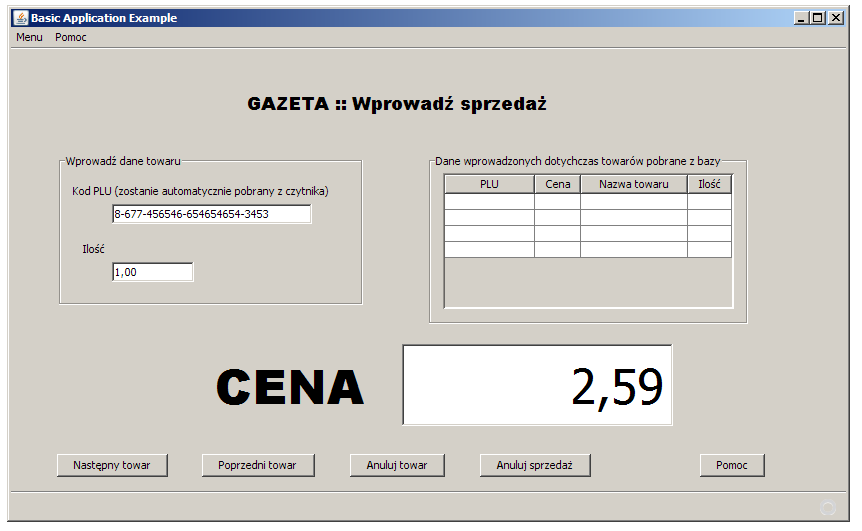 Basic Application Example
Menu Pomoc
GAZETA :: Wprowadź sprzedaż
Wprowadź dane towaru
Kod PLU (zostanie automatycznie pobrany z czytnika)
8-677-456546-654654654-3453
Ilość
1,00
Dane wprowadzonych dotychczas towarów pobrane z bazy
PLU Cena Nazwa towaru Ilość
CENA 2,59
Następny towar Poprzedni towar Anuluj towar Anuluj sprzedaż Pomoc